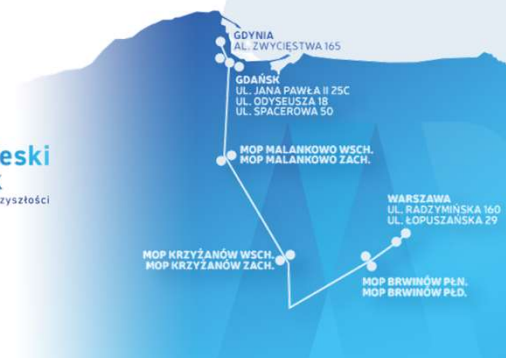 GDYNIA
AL. ZWYCIĘSTWA 165
GDAŃSK
UL. JANA PAWŁA II 25C
UL. ODYSEUSZA 18
UL. SPACEROWA 50
eski
zyszłości
MOP MALANKOWO WSCH.
MOP MALANKOWO ZACH.
WARSZAWA
UL. RADZYMIŃSKA 160
UL. ŁOPUSZAŃSKA 29
MOP KRZYŻANÓW WSCH.
MOP KRZYŻANÓW ZACH.
MOP BRWINÓW PŁN.
MOP BRWINÓW PŁD.